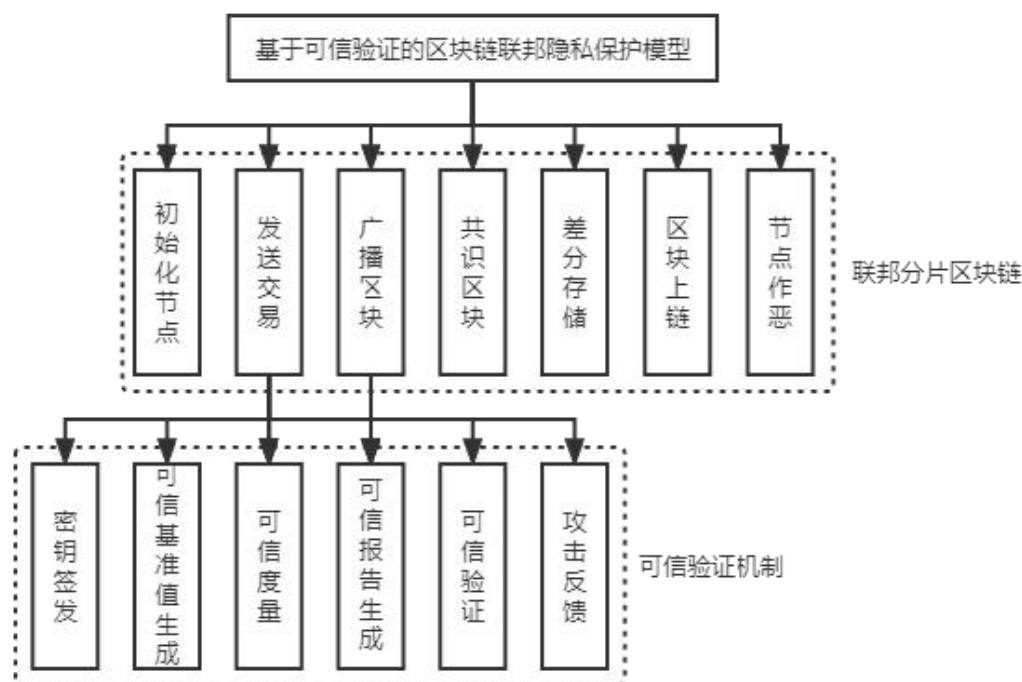 基于可信验证的区块链联邦隐私保护模型
初始化节点
发送交易
广播区块
共识区块
差分存储
区块上链
节点作恶
联邦分片区块链
密钥签发
可信基准值生成
可信度量
可信报告生成
可信验证
攻击反馈
可信验证机制